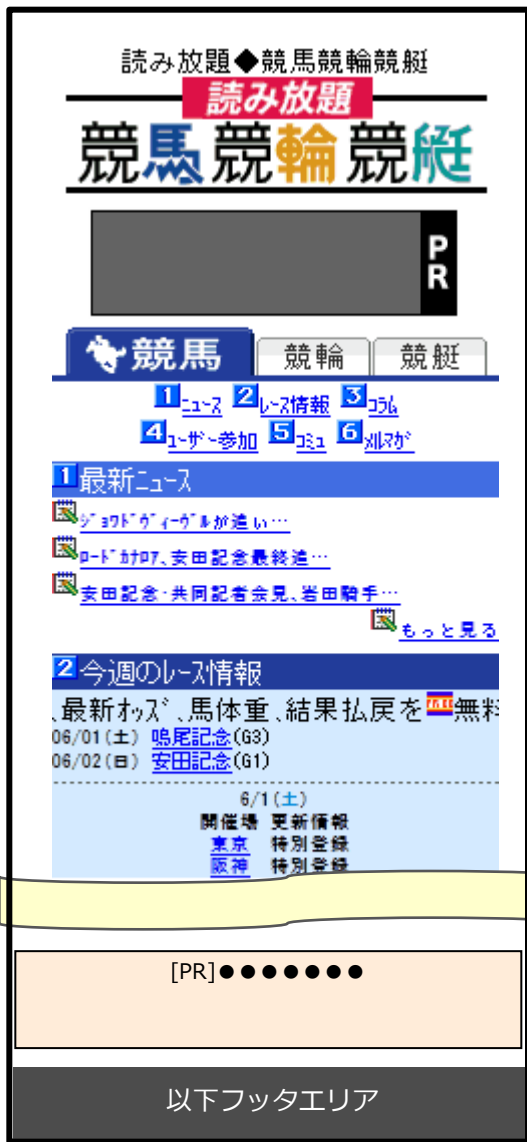 読み放題◆競馬競輪競艇
読み放題
競馬競輪競艇
PR
競馬 競輪 競艇
1ﾆｭｰｽ 2ﾚｰｽ情報 3ｺﾗﾑ
4ﾕｰｻﾞｰ参加 5ｺﾐｭ 6ﾒﾙﾏｶﾞ
1最新ﾆｭｰｽ
ｼﾞｮﾜﾄﾞｳﾞｨｰｳﾞﾙが追い…
ﾛｰﾄﾞｶﾅﾛｱ、安田記念最終追…
安田記念･共同記者会見、岩田騎手…
もっと見る
2今週のﾚｰｽ情報
、最新ｵｯｽﾞ、馬体重、結果払戻を無料
06/01(土) 鳴尾記念(G3)
06/02(日) 安田記念(G1)
6/1(土)
開催場 更新情報
東京 特別登録
阪神 特別登録
[PR]●●●●●●●
以下フッタエリア